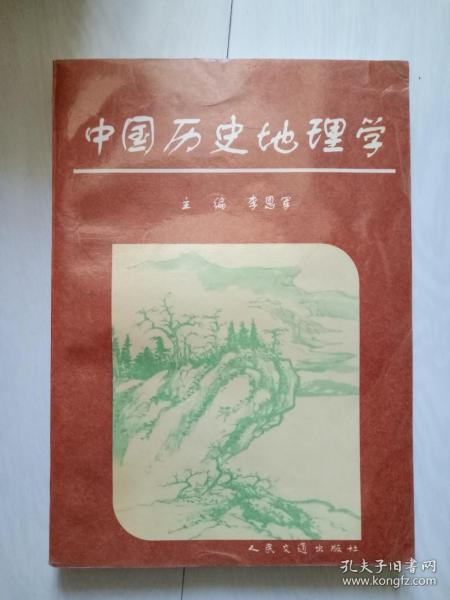 中国历史地理学
主 编 李恩军
人民交通出版社
孔夫子旧书网
www.kongfz.com